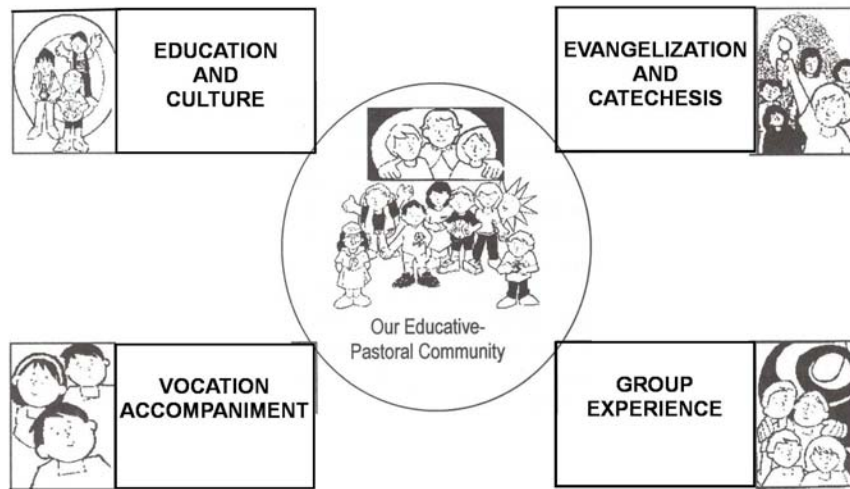 EDUCATION
AND
CULTURE
EVANGELIZATION
AND
CATECHESIS
Our Educative-
Pastoral Community
VOCATION
ACCOMPANIMENT
GROUP
EXPERIENCE